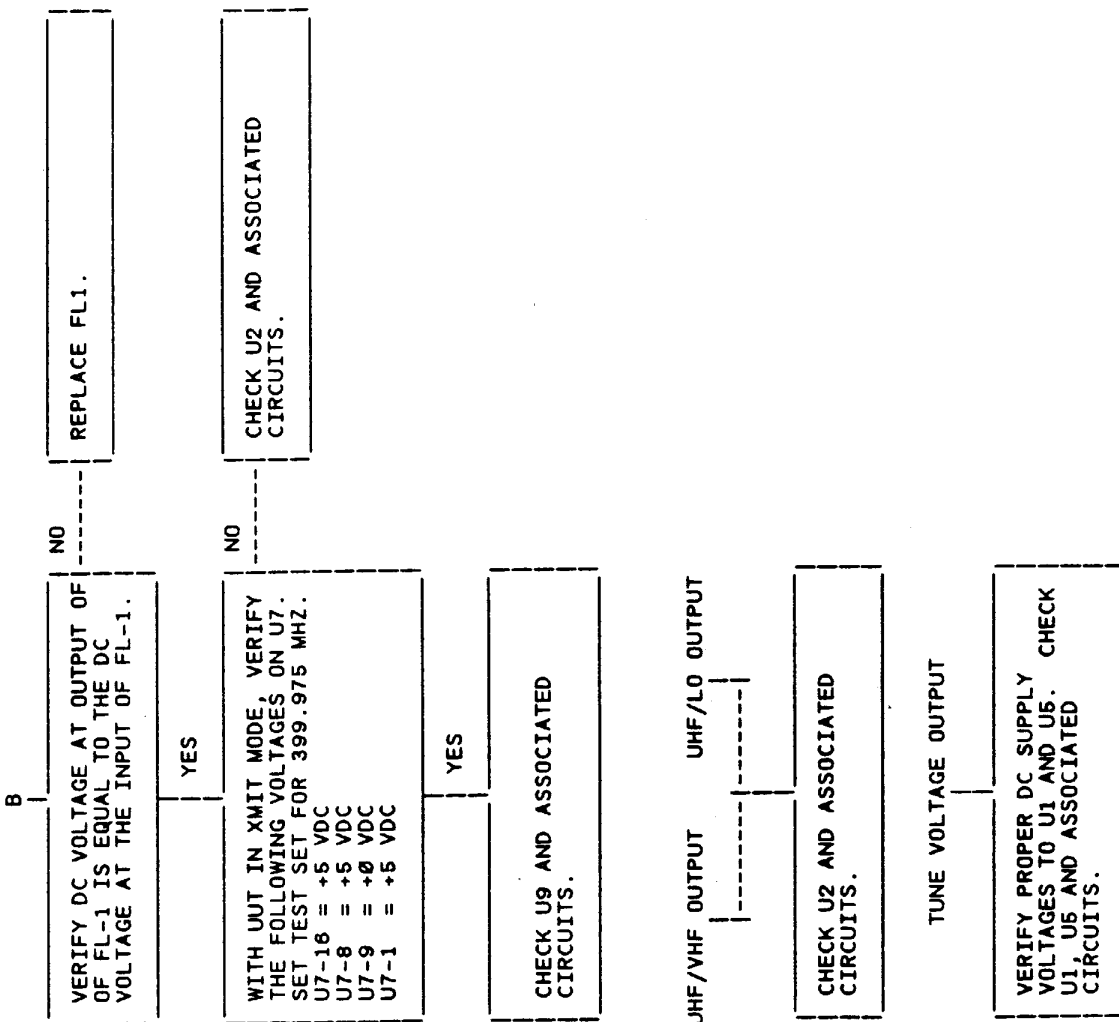 B
VERIFY DC VOLTAGE AT OUTPUT OF
OF FL-1 IS EQUAL TO THE DC
VOLTAGE AT THE INPUT OF FL-1.
NO
REPLACE FL1.
YES
WITH UUT IN XMIT MODE, VERIFY
THE FOLLOWING VOLTAGES ON U7.
SET TEST SET FOR 399.975 MHZ.
U7-16 = +5 VDC
U7-8 = +5 VDC
U7-9 = +0 VDC
U7-1 = +5 VDC
NO
CHECK U2 AND ASSOCIATED
CIRCUITS.
YES
CHECK U9 AND ASSOCIATED
CIRCUITS.
UHF/VHF OUTPUT UHF/LO OUTPUT
CHECK U2 AND ASSOCIATED
CIRCUITS.
TUNE VOLTAGE OUTPUT
VERIFY PROPER DC SUPPLY
VOLTAGES TO U1 AND U5. CHECK
U1, U5 AND ASSOCIATED
CIRCUITS.